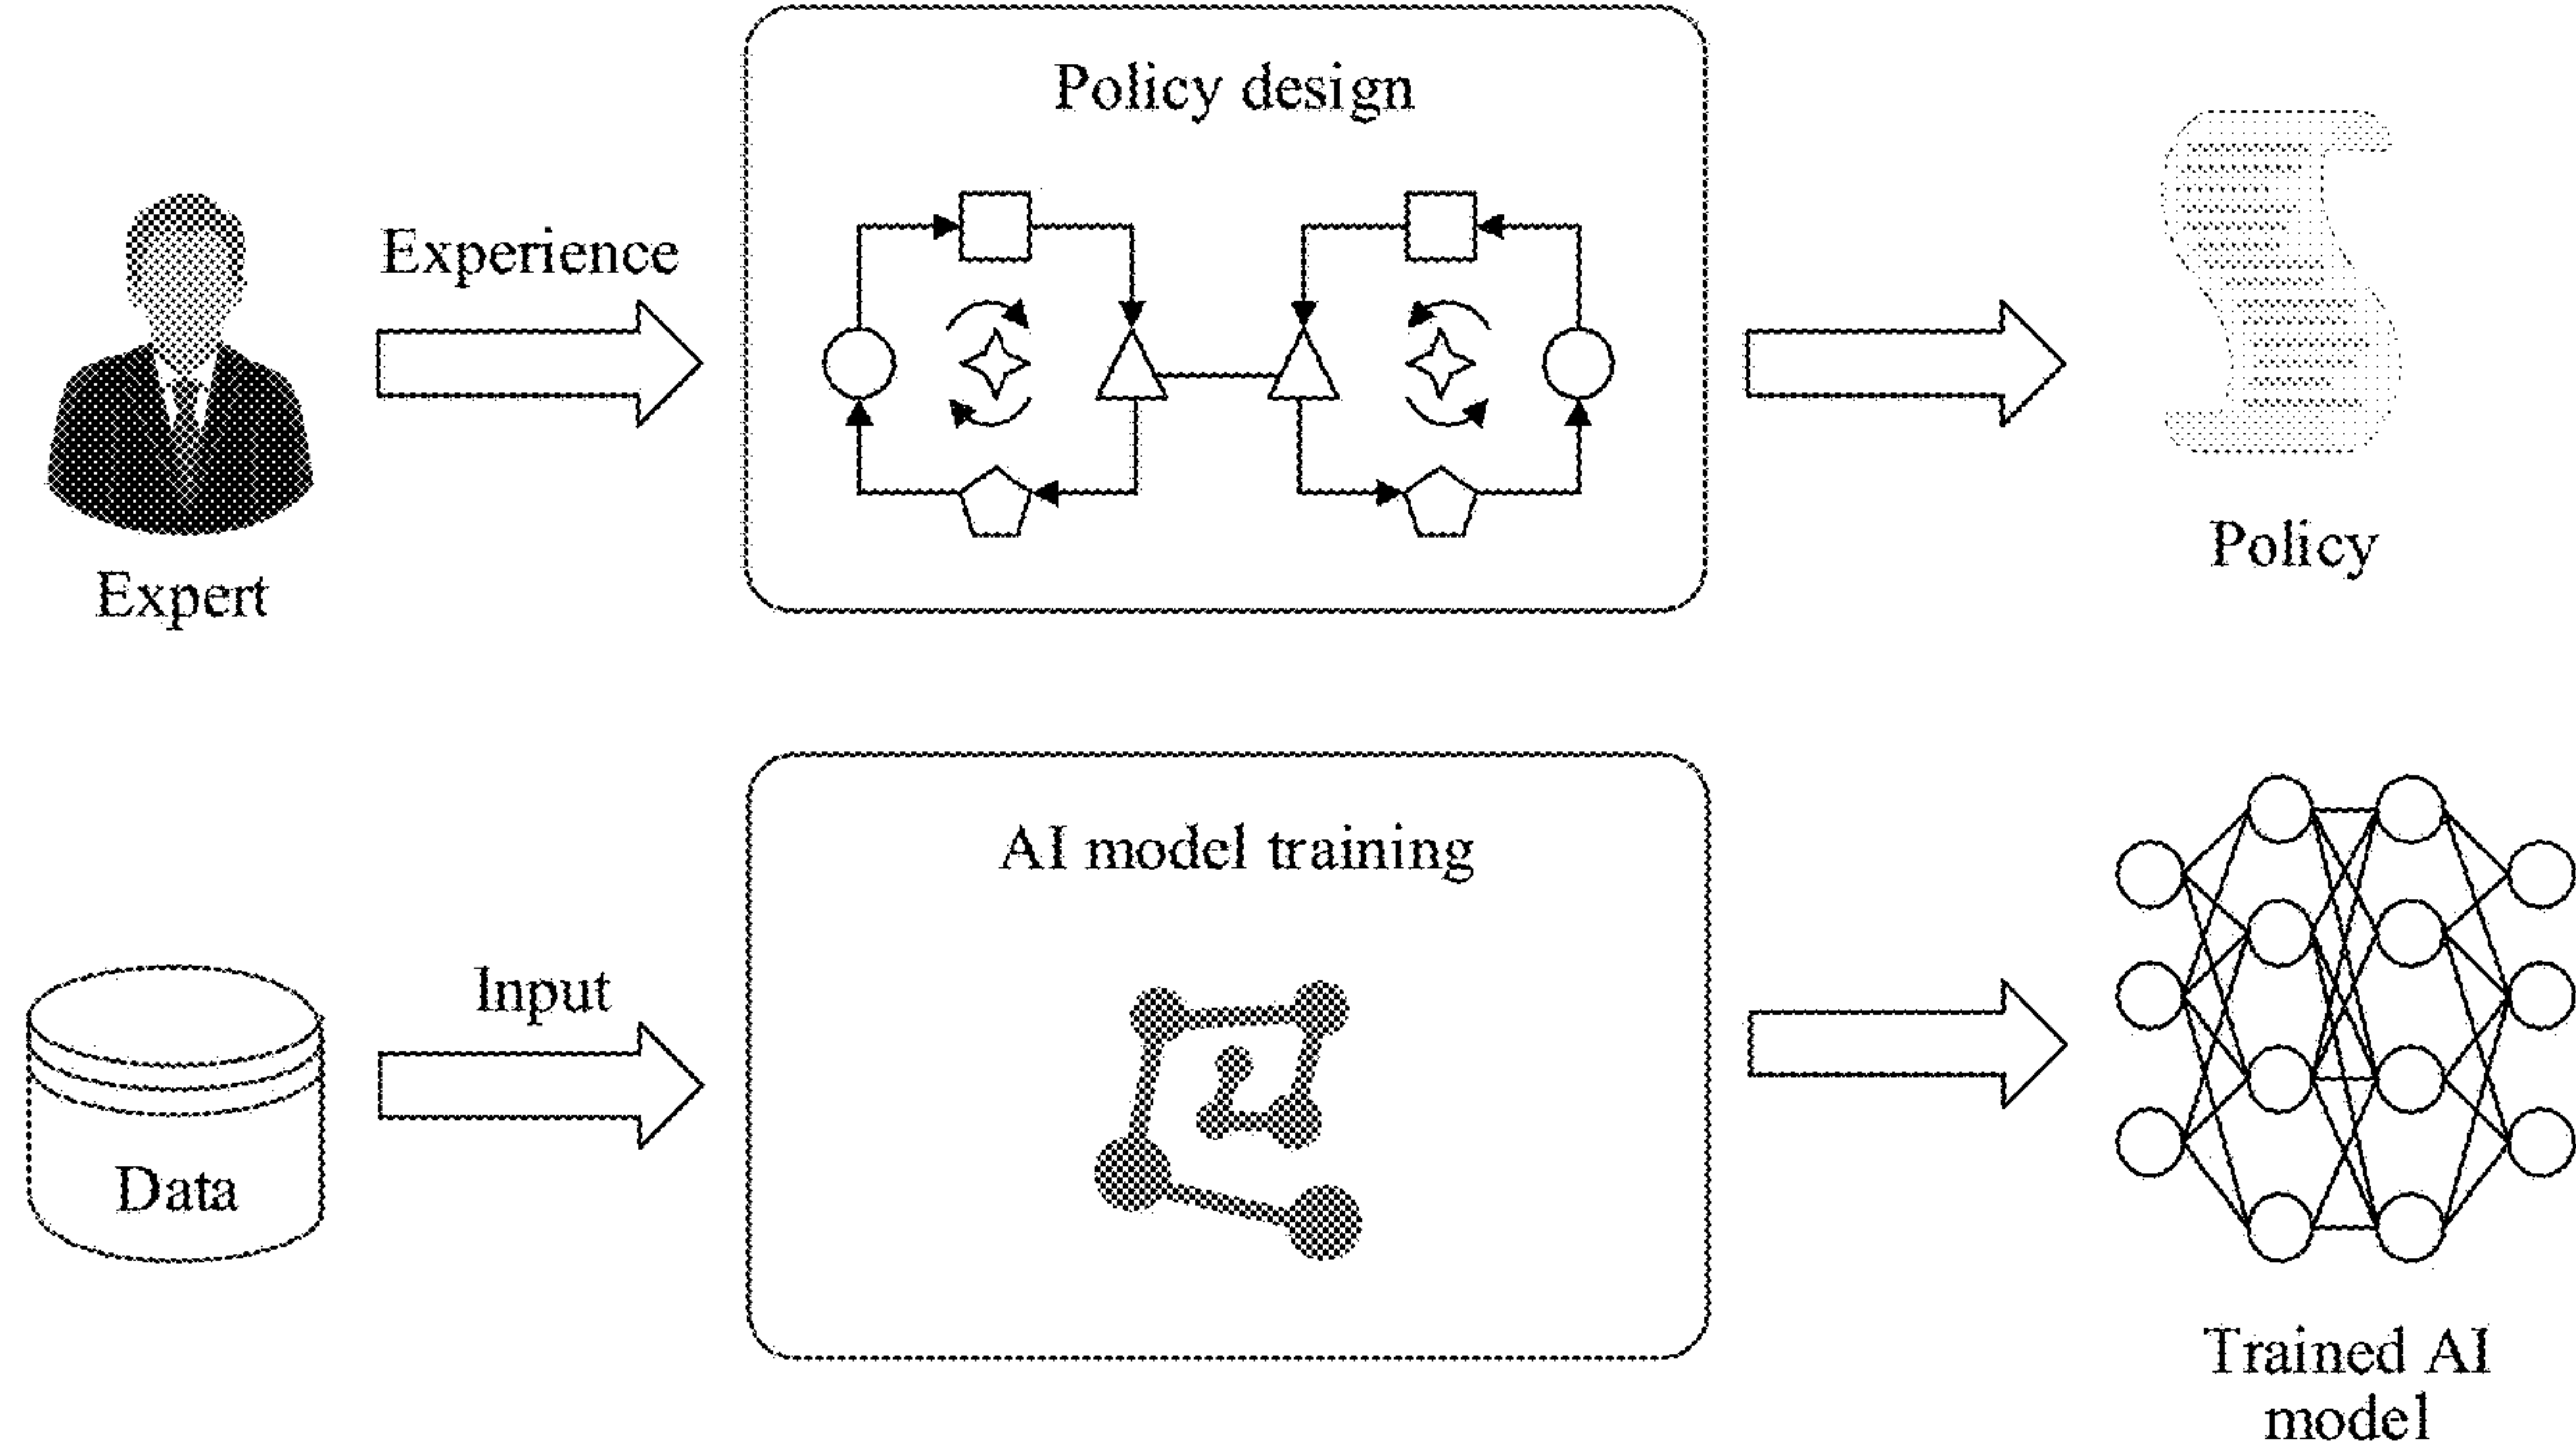 Policy design
Experience
Expert
Policy
AI model training
Input
Data
Trained AI
model